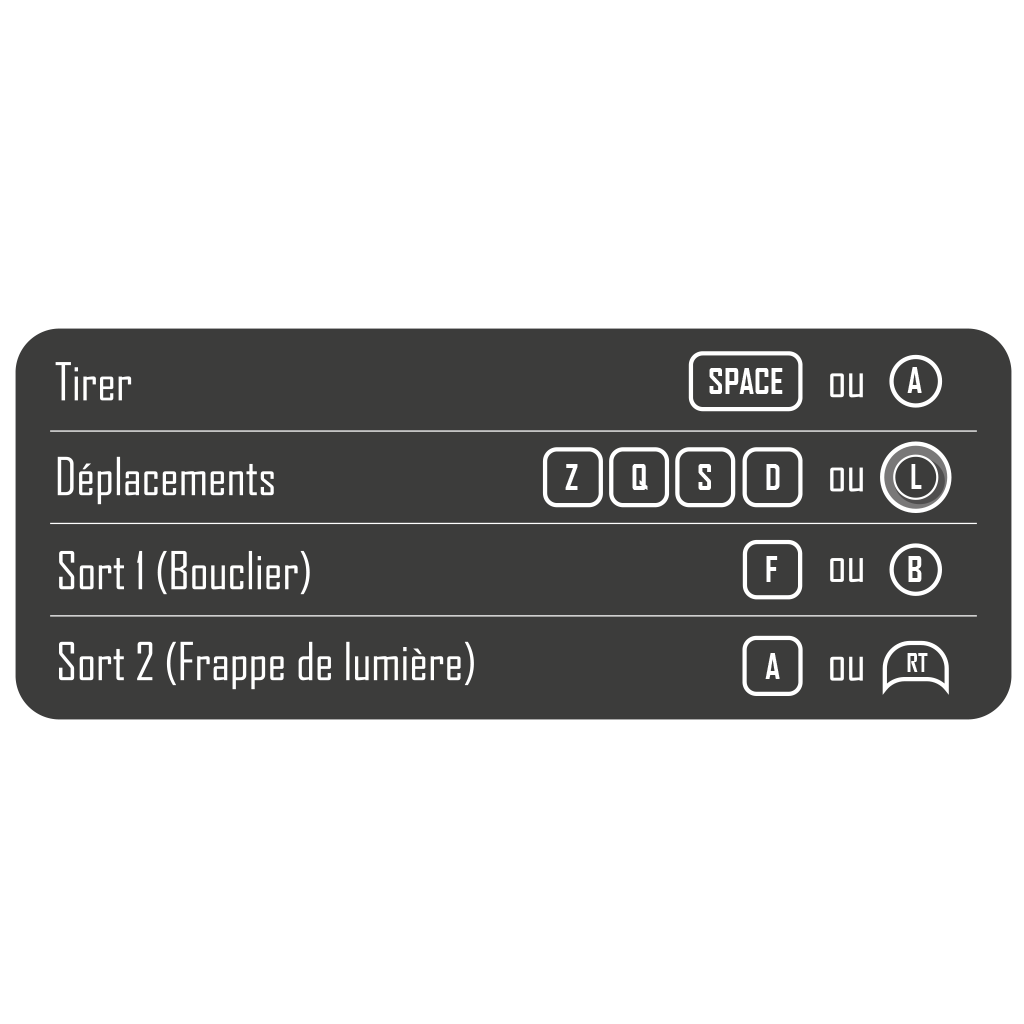 Tirer SPACE ou A
Déplacements Z Q S D ou L
Sort 1 (Bouclier) F ou B
Sort 2 (Frappe de lumière) A ou RT